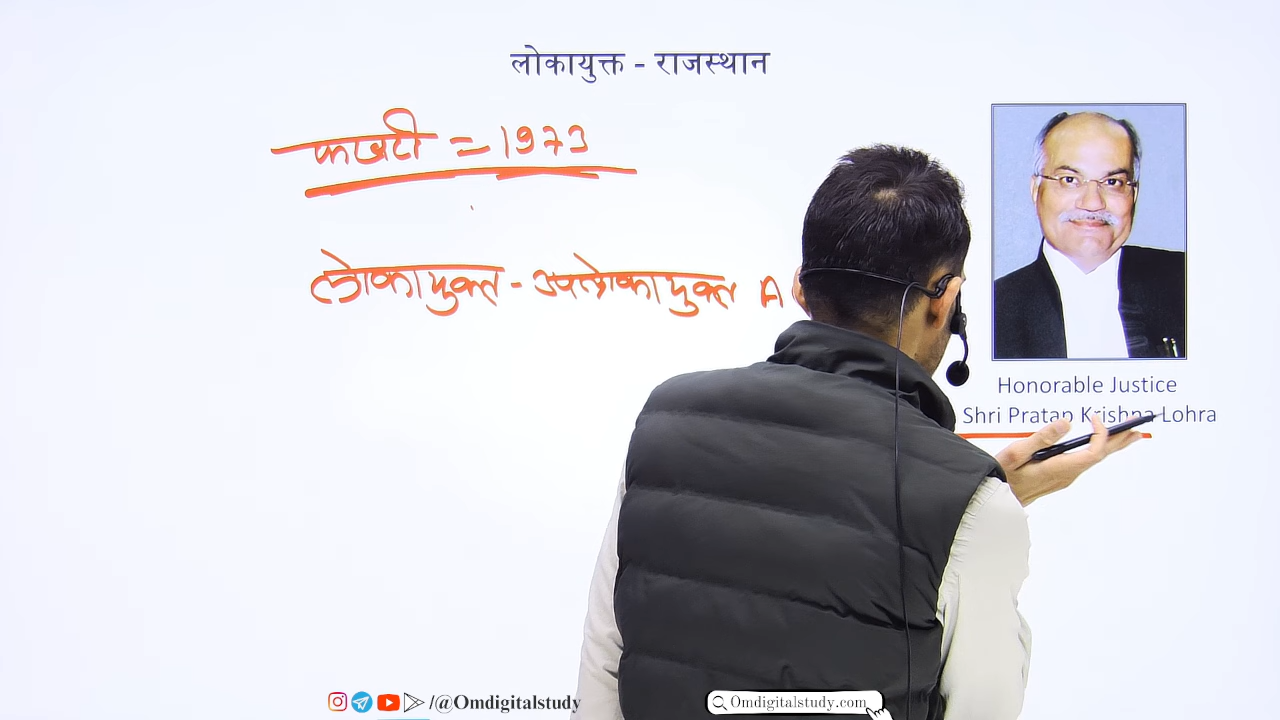 लोकायुक्त - राजस्थान
फरवरी = 1973
लोकायुक्त - उपलोकायुक्त A
Honorable Justice
Shri Pratap Krishna Lohra
/@Omdigitalstudy
Omdigitalstudy.com